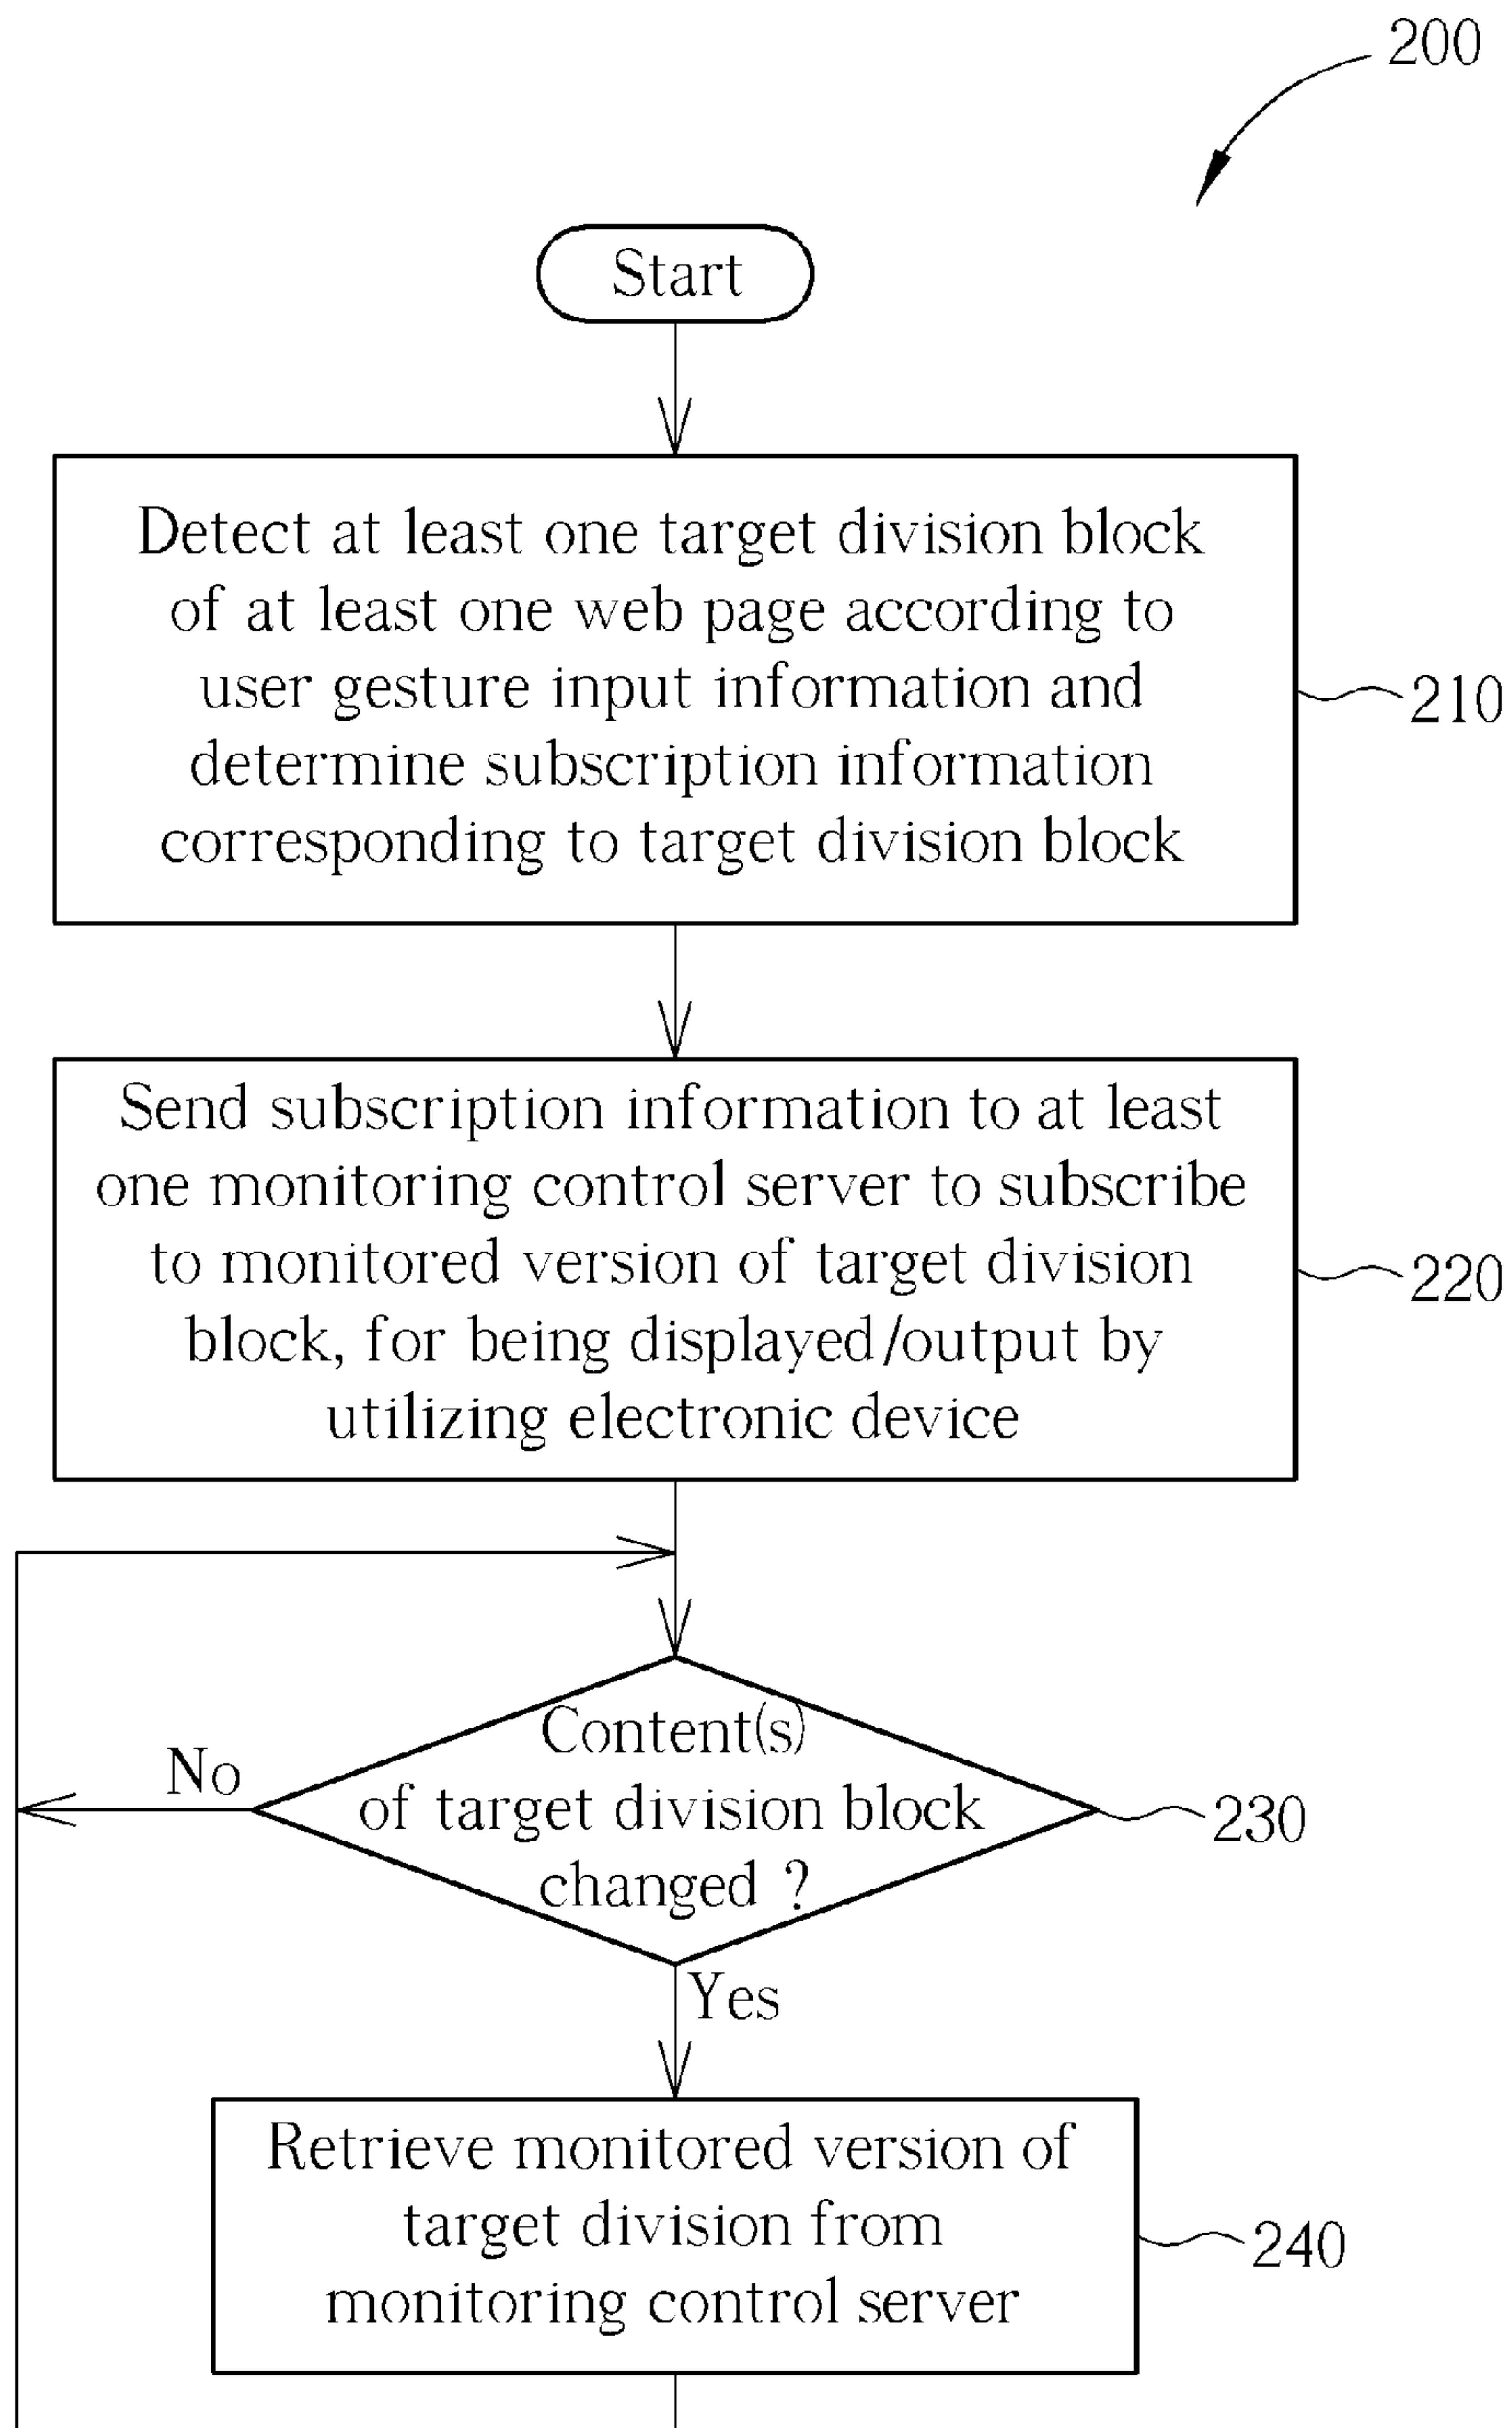 200
Start
Detect at least one target division block
of at least one web page according to
user gesture input information and
determine subscription information
corresponding to target division block
210
Send subscription information to at least
one monitoring control server to subscribe
to monitored version of target division
block, for being displayed/output by
utilizing electronic device
220
Content(s)
of target division block
changed ?
No
230
Yes
Retrieve monitored version of
target division from
monitoring control server
240